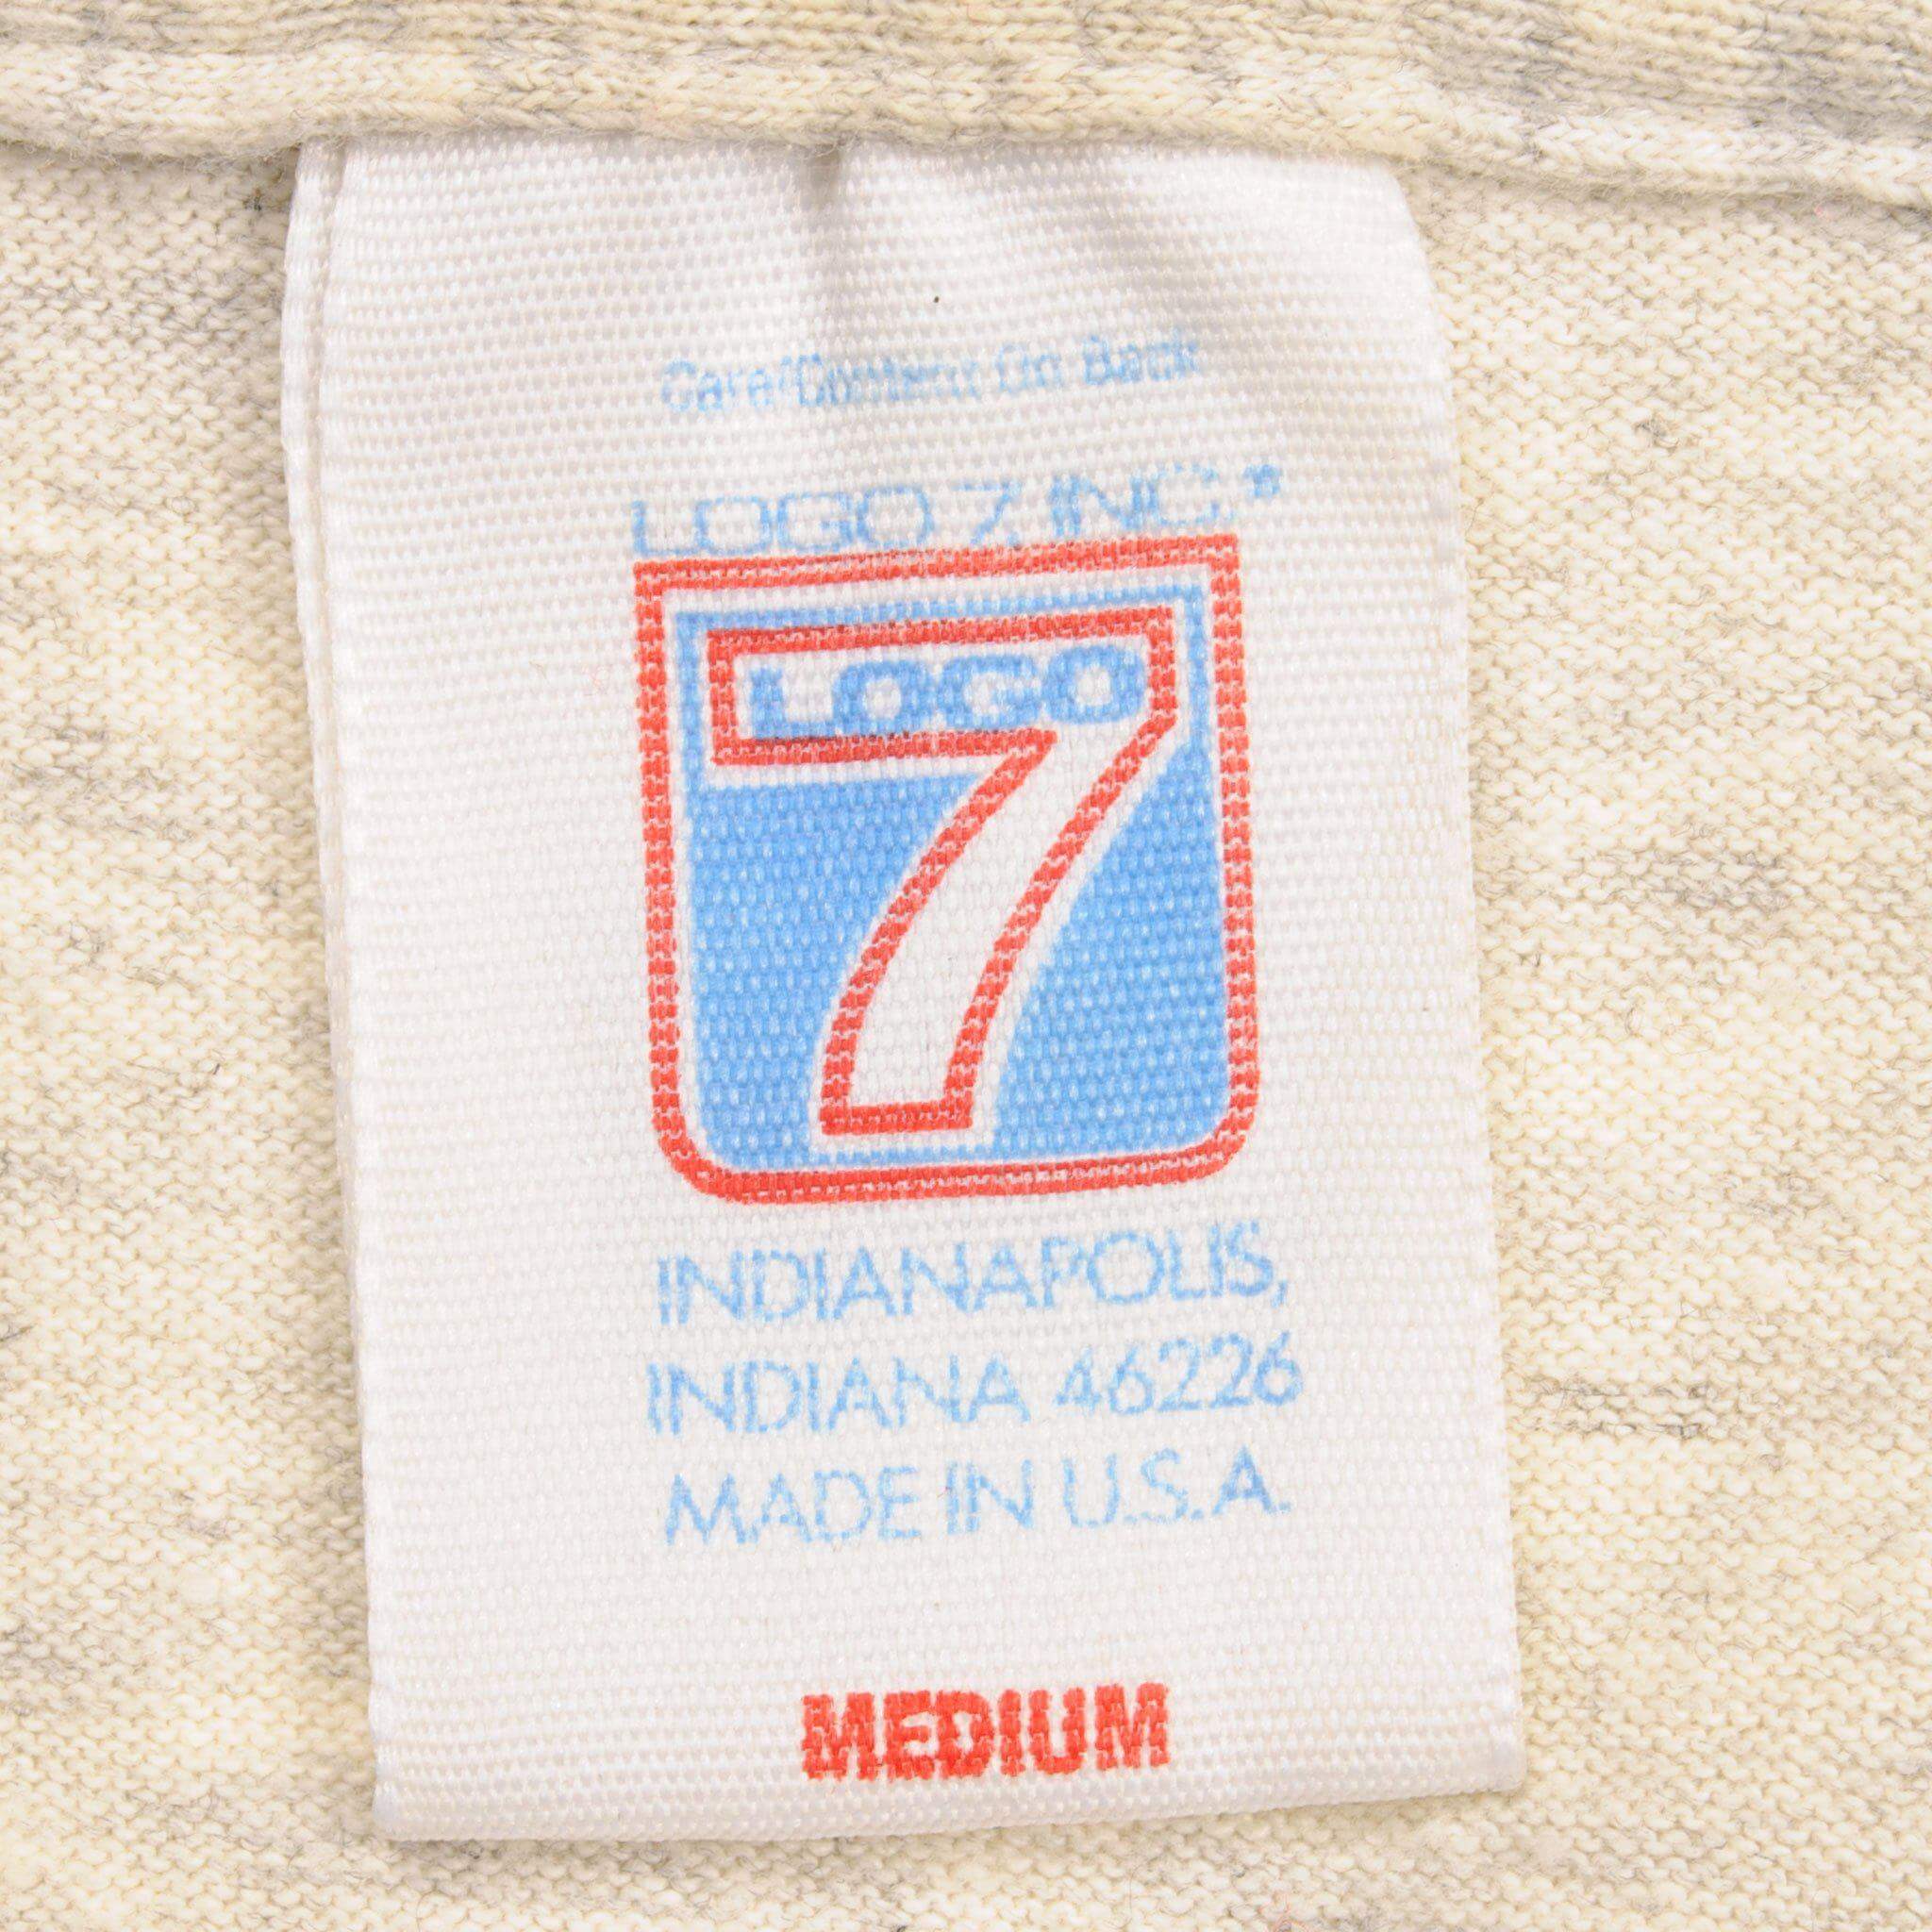 Care/Content On Back
LOGO 7, INC.®
LOGO
7
INDIANAPOLIS,
INDIANA 46226
MADE IN U.S.A.
MEDIUM